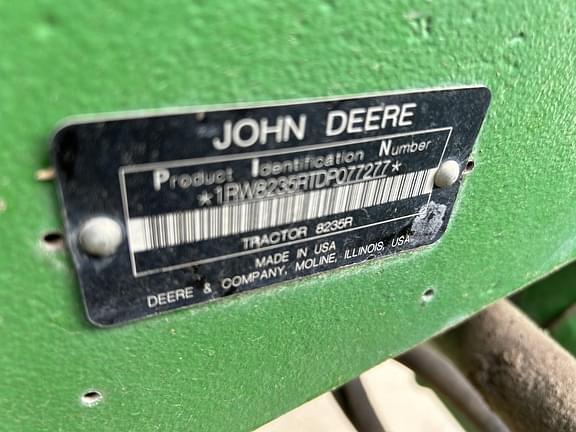 JOHN DEERE
Product Identification Number
*1RW8235RTDP077277*
TRACTOR 8235R
MADE IN USA
DEERE & COMPANY, MOLINE, ILLINOIS, USA